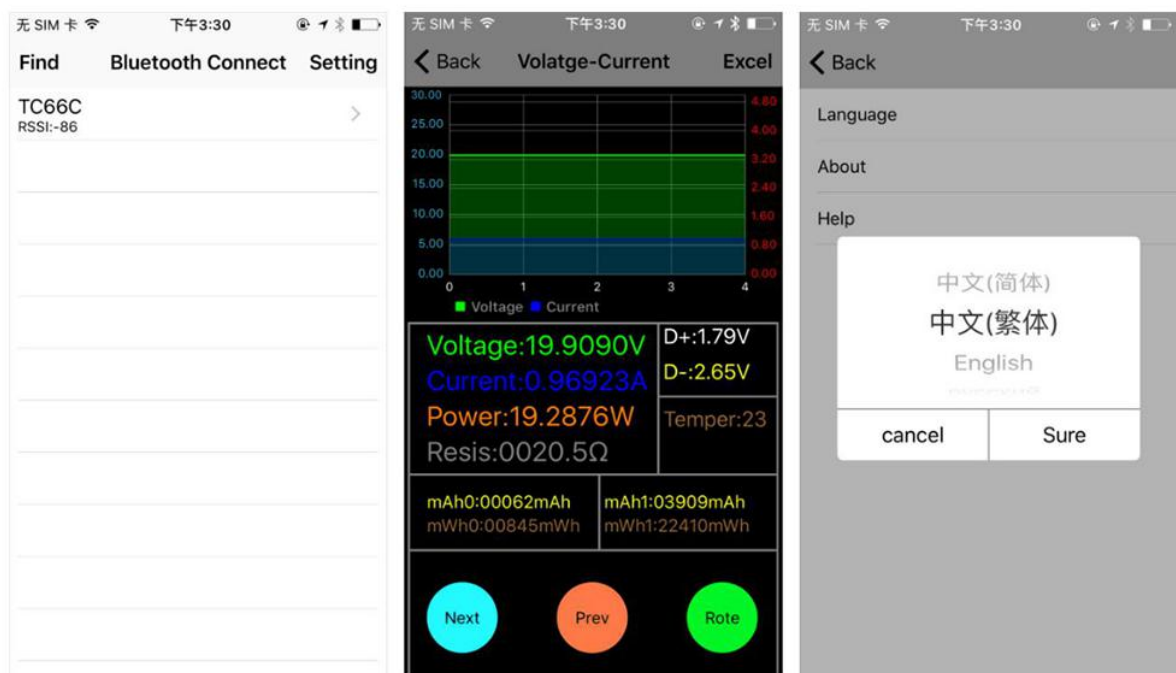 无 SIM 卡 下午3:30
Find Bluetooth Connect Setting
TC66C
RSSI:-86
无 SIM 卡 下午3:30
Back Volatge-Current Excel
30.00 4.80
25.00 4.00
20.00 3.20
15.00 2.40
10.00 1.60
5.00 0.80
0.00 0.00
0 1 2 3 4
Voltage Current
Voltage:19.9090V
Current:0.96923A
Power:19.2876W
Resis:0020.5Ω
D+:1.79V
D-:2.65V
Temper:23
mAh0:00062mAh
mWh0:00845mWh
mAh1:03909mAh
mWh1:22410mWh
Next Prev Rote
无 SIM 卡 下午3:30
Back
Language
About
Help
中文(简体)
中文(繁体)
English
cancel Sure